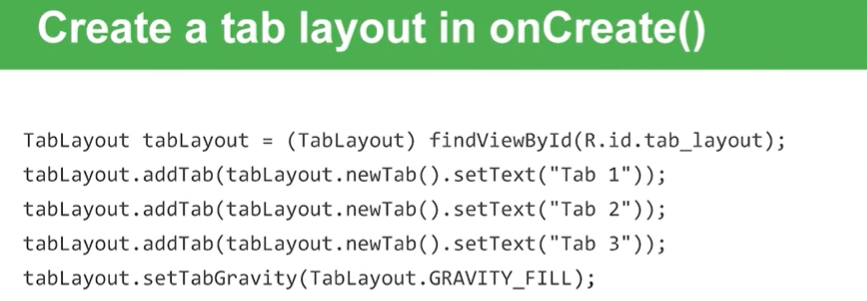 Create a tab layout in onCreate()
TabLayout tabLayout = (TabLayout) findViewById(R.id.tab_layout);
tabLayout.addTab(tabLayout.newTab().setText("Tab 1"));
tabLayout.addTab(tabLayout.newTab().setText("Tab 2"));
tabLayout.addTab(tabLayout.newTab().setText("Tab 3"));
tabLayout.setTabGravity(TabLayout.GRAVITY_FILL);